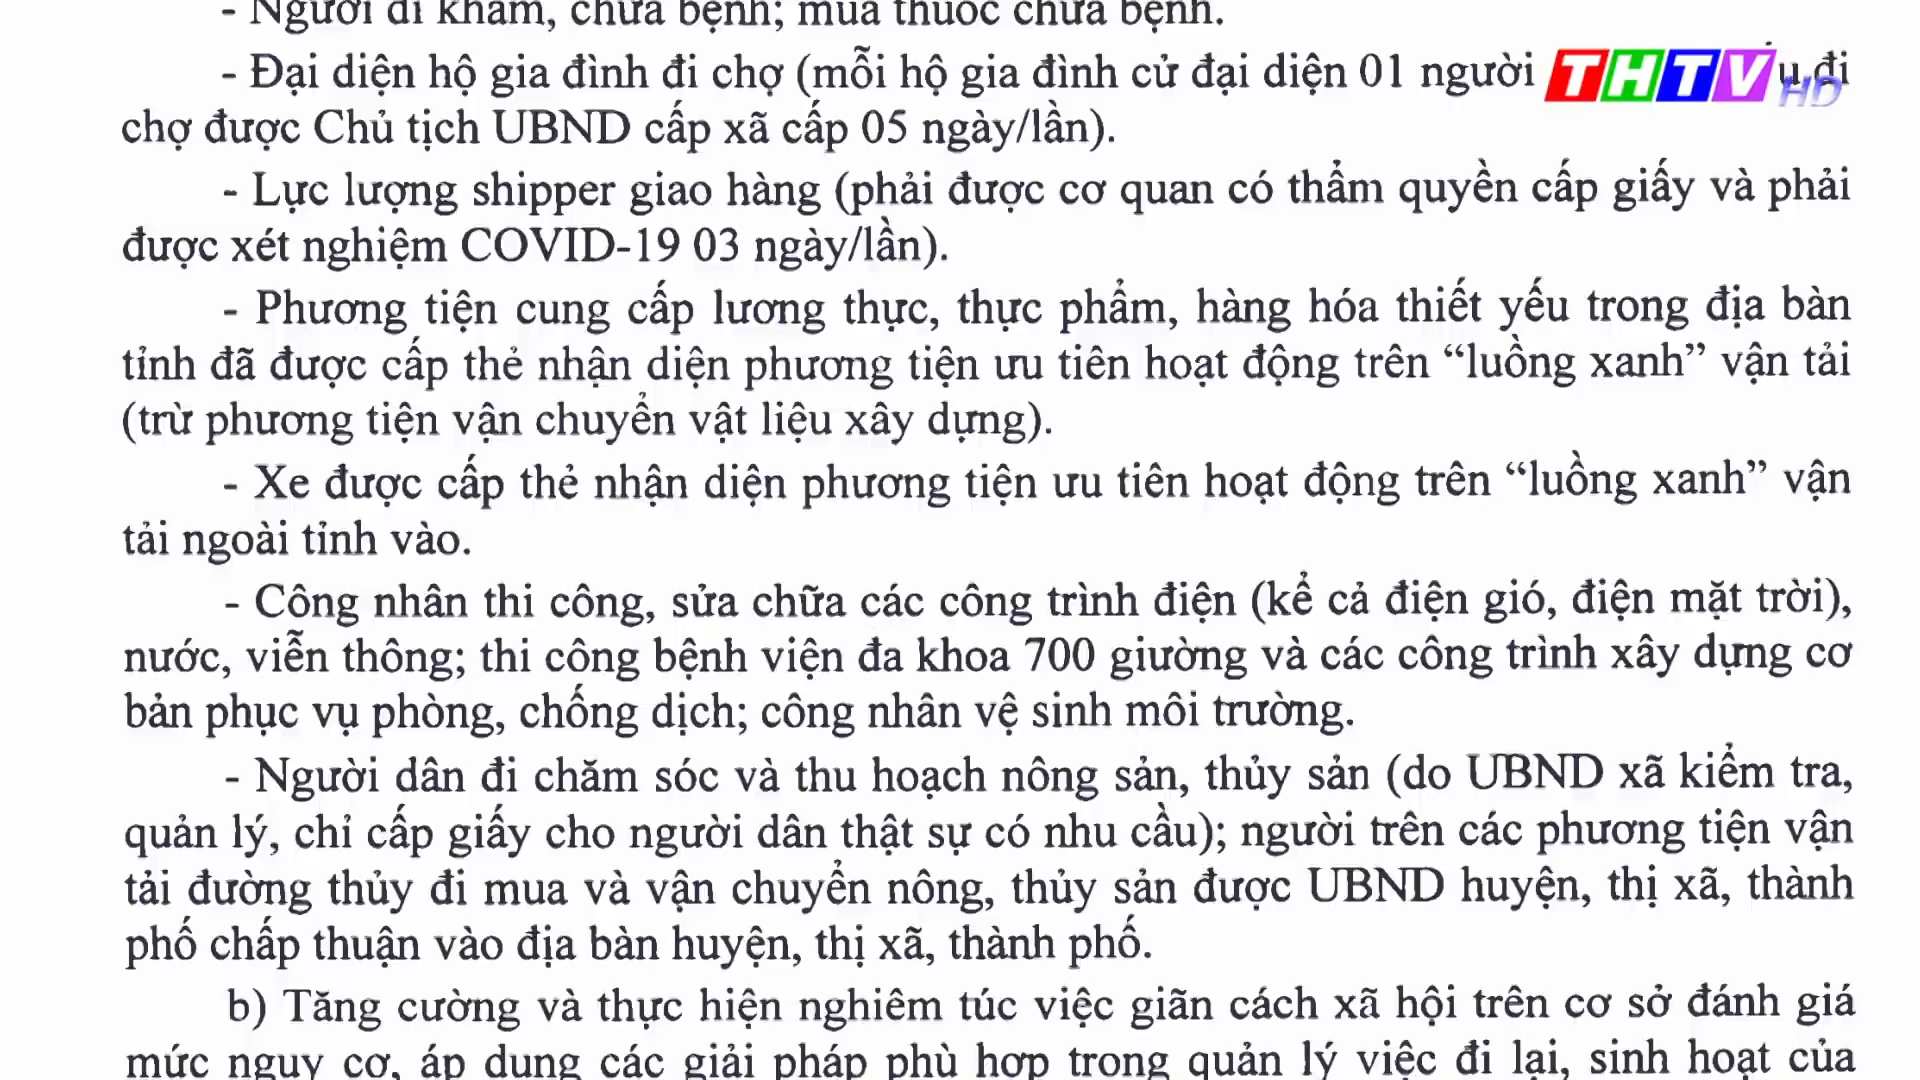 - Người đi khám, chữa bệnh; mua thuốc chữa bệnh.
- Đại diện hộ gia đình đi chợ (mỗi hộ gia đình cử đại diện 01 người đi
THTV HD
chợ được Chủ tịch UBND cấp xã cấp 05 ngày/lần).
- Lực lượng shipper giao hàng (phải được cơ quan có thẩm quyền cấp giấy và phải
được xét nghiệm COVID-19 03 ngày/lần).
- Phương tiện cung cấp lương thực, thực phẩm, hàng hóa thiết yếu trong địa bàn
tỉnh đã được cấp thẻ nhận diện phương tiện ưu tiên hoạt động trên “luồng xanh” vận tải
(trừ phương tiện vận chuyển vật liệu xây dựng).
- Xe được cấp thẻ nhận diện phương tiện ưu tiên hoạt động trên “luồng xanh” vận
tải ngoài tỉnh vào.
- Công nhân thi công, sửa chữa các công trình điện (kể cả điện gió, điện mặt trời),
nước, viễn thông; thi công bệnh viện đa khoa 700 giường và các công trình xây dựng cơ
bản phục vụ phòng, chống dịch; công nhân vệ sinh môi trường.
- Người dân đi chăm sóc và thu hoạch nông sản, thủy sản (do UBND xã kiểm tra,
quản lý, chỉ cấp giấy cho người dân thật sự có nhu cầu); người trên các phương tiện vận
tải đường thủy đi mua và vận chuyển nông, thủy sản được UBND huyện, thị xã, thành
phố chấp thuận vào địa bàn huyện, thị xã, thành phố.
b) Tăng cường và thực hiện nghiêm túc việc giãn cách xã hội trên cơ sở đánh giá
mức nguy cơ, áp dụng các giải pháp phù hợp trong quản lý việc đi lại, sinh hoạt của